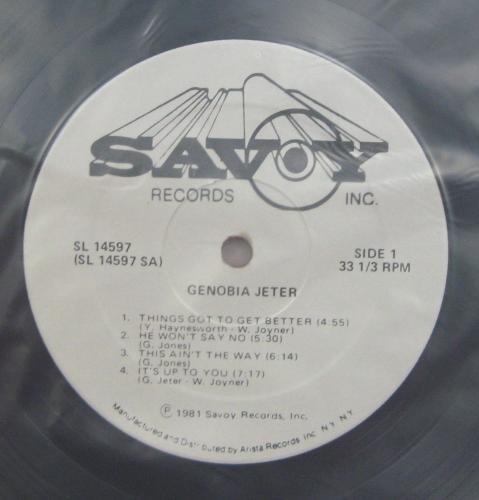 SAVOY
RECORDS INC.
SL 14597
(SL 14597 SA)
SIDE 1
33 1/3 RPM
GENOBIA JETER
1. THINGS GOT TO GET BETTER (4:55)
(Y. Haynesworth - W. Joyner)
2. HE WON'T SAY NO (5:30)
(G. Jones)
3. THIS AIN'T THE WAY (6:14)
(G. Jones)
4. IT'S UP TO YOU (7:17)
(G. Jeter - W. Joyner)
Ⓟ 1981 Savoy Records, Inc.
Manufactured and Distributed by Arista Records Inc. N.Y. N.Y.